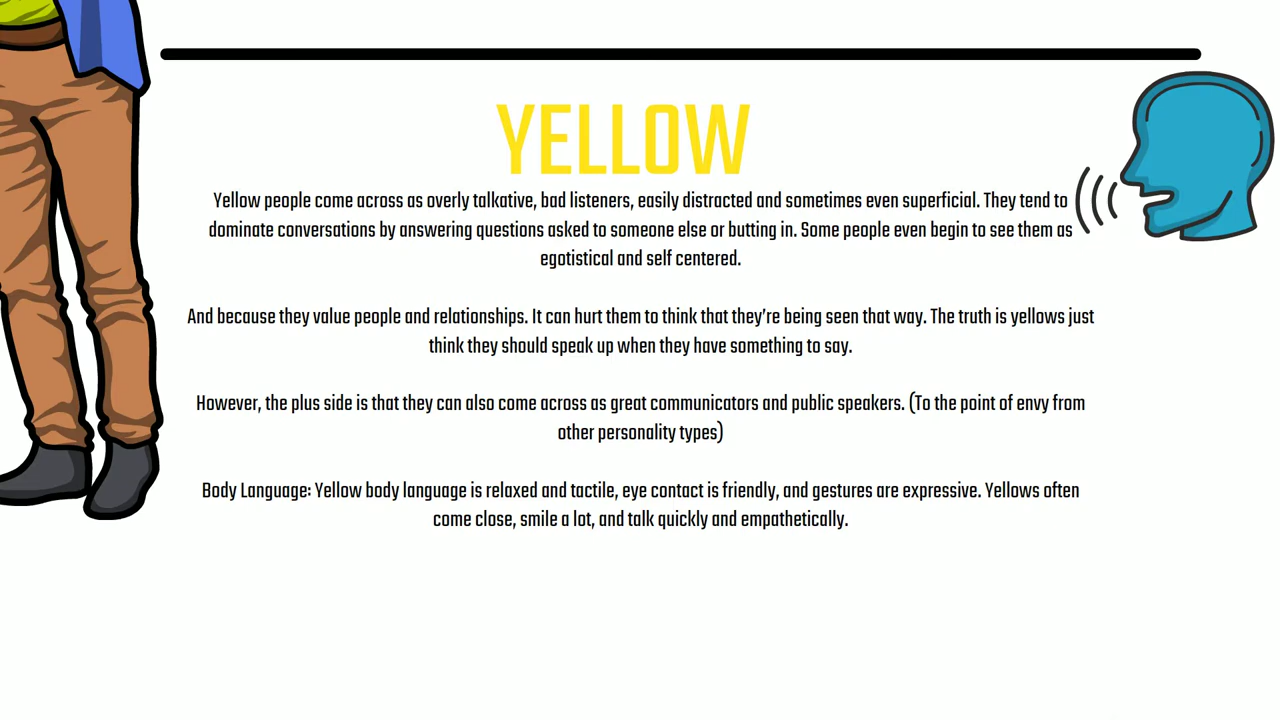 YELLOW
Yellow people come across as overly talkative, bad listeners, easily distracted and sometimes even superficial. They tend to
dominate conversations by answering questions asked to someone else or butting in. Some people even begin to see them as
egotistical and self centered.
And because they value people and relationships. It can hurt them to think that they're being seen that way. The truth is yellows just
think they should speak up when they have something to say.
However, the plus side is that they can also come across as great communicators and public speakers. (To the point of envy from
other personality types)
Body Language: Yellow body language is relaxed and tactile, eye contact is friendly, and gestures are expressive. Yellows often
come close, smile a lot, and talk quickly and empathetically.